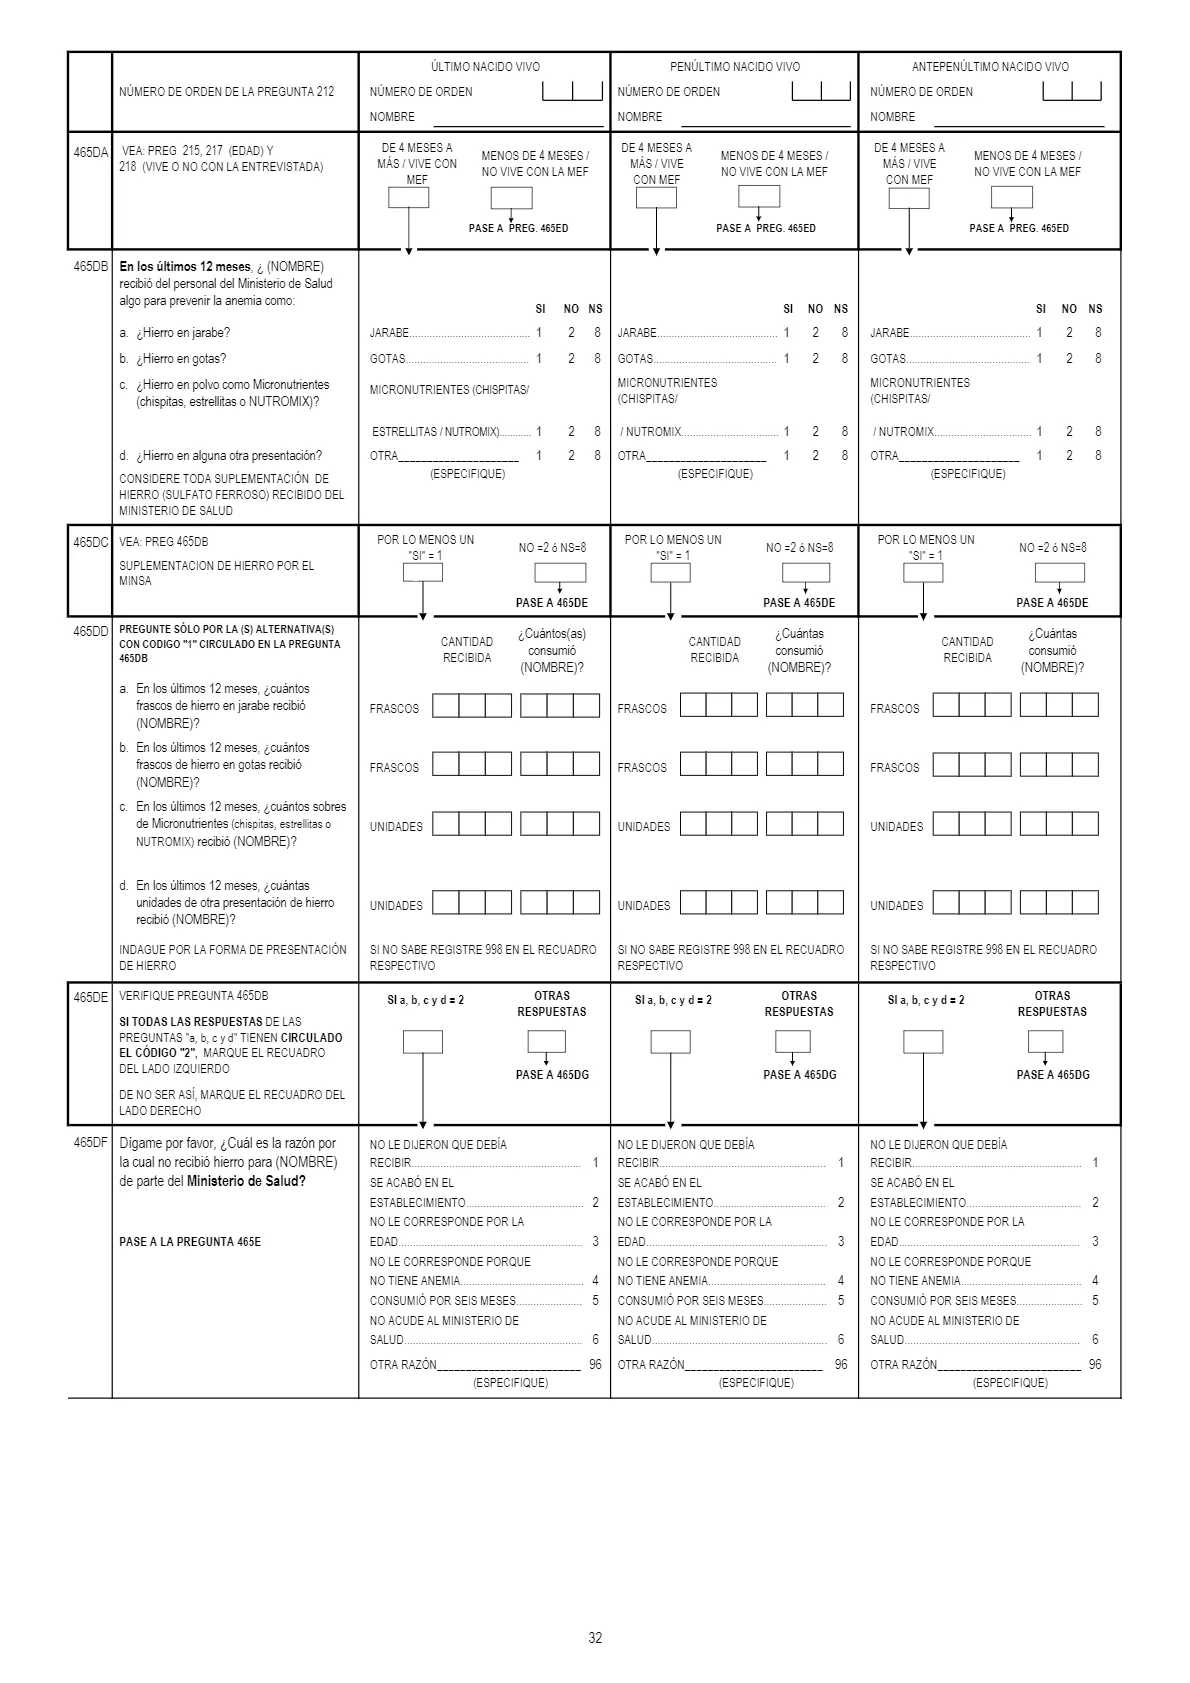 ÚLTIMO NACIDO VIVO PENÚLTIMO NACIDO VIVO ANTEPENÚLTIMO NACIDO VIVO
NÚMERO DE ORDEN DE LA PREGUNTA 212 NÚMERO DE ORDEN NÚMERO DE ORDEN NÚMERO DE ORDEN
NOMBRE NOMBRE NOMBRE
465DA VEA: PREG 215, 217 (EDAD) Y
218 (VIVE O NO CON LA ENTREVISTADA)
DE 4 MESES A
MÁS / VIVE CON
MEF
MENOS DE 4 MESES /
NO VIVE CON LA MEF
PASE A PREG. 465ED
DE 4 MESES A
MÁS / VIVE
CON MEF
MENOS DE 4 MESES /
NO VIVE CON LA MEF
PASE A PREG. 465ED
DE 4 MESES A
MÁS / VIVE
CON MEF
MENOS DE 4 MESES /
NO VIVE CON LA MEF
PASE A PREG. 465ED
465DB En los últimos 12 meses, ¿ (NOMBRE)
recibió del personal del Ministerio de Salud
algo para prevenir la anemia como:
SI NO NS SI NO NS SI NO NS
a. ¿Hierro en jarabe? JARABE 1 2 8 JARABE 1 2 8 JARABE 1 2 8
b. ¿Hierro en gotas? GOTAS 1 2 8 GOTAS 1 2 8 GOTAS 1 2 8
c. ¿Hierro en polvo como Micronutrientes
(chispitas, estrellitas o NUTROMIX)?
MICRONUTRIENTES (CHISPITAS/
MICRONUTRIENTES
(CHISPITAS/
MICRONUTRIENTES
(CHISPITAS/
ESTRELLITAS / NUTROMIX) 1 2 8 / NUTROMIX 1 2 8 / NUTROMIX 1 2 8
d. ¿Hierro en alguna otra presentación? OTRA 1 2 8 OTRA 1 2 8 OTRA 1 2 8
(ESPECIFIQUE) (ESPECIFIQUE) (ESPECIFIQUE)
CONSIDERE TODA SUPLEMENTACIÓN DE
HIERRO (SULFATO FERROSO) RECIBIDO DEL
MINISTERIO DE SALUD
465DC VEA: PREG 465DB
SUPLEMENTACION DE HIERRO POR EL
MINSA
POR LO MENOS UN
"SI" = 1
NO =2 ó NS=8
PASE A 465DE
POR LO MENOS UN
"SI" = 1
NO =2 ó NS=8
PASE A 465DE
POR LO MENOS UN
"SI" = 1
NO =2 ó NS=8
PASE A 465DE
465DD PREGUNTE SÓLO POR LA (S) ALTERNATIVA(S)
CON CODIGO "1" CIRCULADO EN LA PREGUNTA
465DB
CANTIDAD
RECIBIDA
¿Cuántos(as)
consumió
(NOMBRE)?
CANTIDAD
RECIBIDA
¿Cuántas
consumió
(NOMBRE)?
CANTIDAD
RECIBIDA
¿Cuántas
consumió
(NOMBRE)?
a. En los últimos 12 meses, ¿cuántos
frascos de hierro en jarabe recibió
(NOMBRE)?
FRASCOS FRASCOS FRASCOS
b. En los últimos 12 meses, ¿cuántos
frascos de hierro en gotas recibió
(NOMBRE)?
FRASCOS FRASCOS FRASCOS
c. En los últimos 12 meses, ¿cuántos sobres
de Micronutrientes (chispitas, estrellitas o
NUTROMIX) recibió (NOMBRE)?
UNIDADES UNIDADES UNIDADES
d. En los últimos 12 meses, ¿cuántas
unidades de otra presentación de hierro
recibió (NOMBRE)?
UNIDADES UNIDADES UNIDADES
INDAGUE POR LA FORMA DE PRESENTACIÓN
DE HIERRO
SI NO SABE REGISTRE 998 EN EL RECUADRO
RESPECTIVO
SI NO SABE REGISTRE 998 EN EL RECUADRO
RESPECTIVO
SI NO SABE REGISTRE 998 EN EL RECUADRO
RESPECTIVO
465DE VERIFIQUE PREGUNTA 465DB
SI TODAS LAS RESPUESTAS DE LAS
PREGUNTAS "a, b, c y d" TIENEN CIRCULADO
EL CÓDIGO "2", MARQUE EL RECUADRO
DEL LADO IZQUIERDO
DE NO SER ASÍ, MARQUE EL RECUADRO DEL
LADO DERECHO
SI a, b, c y d = 2
OTRAS
RESPUESTAS
PASE A 465DG
SI a, b, c y d = 2
OTRAS
RESPUESTAS
PASE A 465DG
SI a, b, c y d = 2
OTRAS
RESPUESTAS
PASE A 465DG
465DF Dígame por favor, ¿Cuál es la razón por
la cual no recibió hierro para (NOMBRE)
de parte del Ministerio de Salud?
PASE A LA PREGUNTA 465E
NO LE DIJERON QUE DEBÍA
RECIBIR 1
SE ACABÓ EN EL
ESTABLECIMIENTO 2
NO LE CORRESPONDE POR LA
EDAD 3
NO LE CORRESPONDE PORQUE
NO TIENE ANEMIA 4
CONSUMIÓ POR SEIS MESES 5
NO ACUDE AL MINISTERIO DE
SALUD 6
OTRA RAZÓN 96
(ESPECIFIQUE)
NO LE DIJERON QUE DEBÍA
RECIBIR 1
SE ACABÓ EN EL
ESTABLECIMIENTO 2
NO LE CORRESPONDE POR LA
EDAD 3
NO LE CORRESPONDE PORQUE
NO TIENE ANEMIA 4
CONSUMIÓ POR SEIS MESES 5
NO ACUDE AL MINISTERIO DE
SALUD 6
OTRA RAZÓN 96
(ESPECIFIQUE)
NO LE DIJERON QUE DEBÍA
RECIBIR 1
SE ACABÓ EN EL
ESTABLECIMIENTO 2
NO LE CORRESPONDE POR LA
EDAD 3
NO LE CORRESPONDE PORQUE
NO TIENE ANEMIA 4
CONSUMIÓ POR SEIS MESES 5
NO ACUDE AL MINISTERIO DE
SALUD 6
OTRA RAZÓN 96
(ESPECIFIQUE)
32